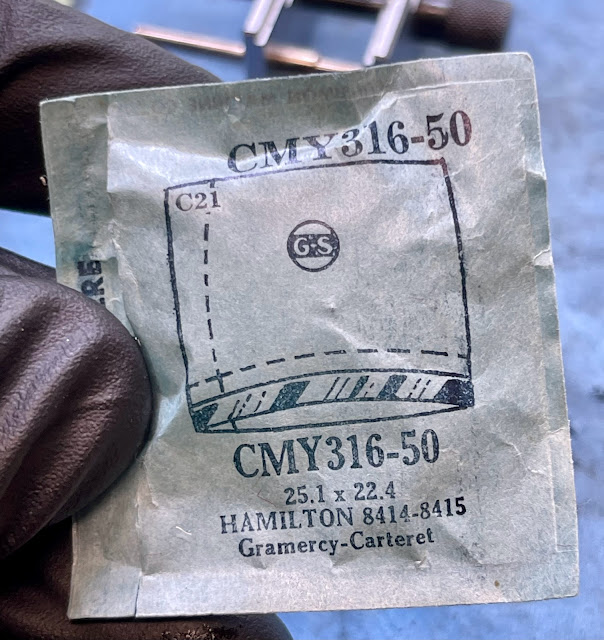 CMY316-50
C21
G-S
CMY316-50
25.1 x 22.4
HAMILTON 8414-8415
Gramercy-Carteret